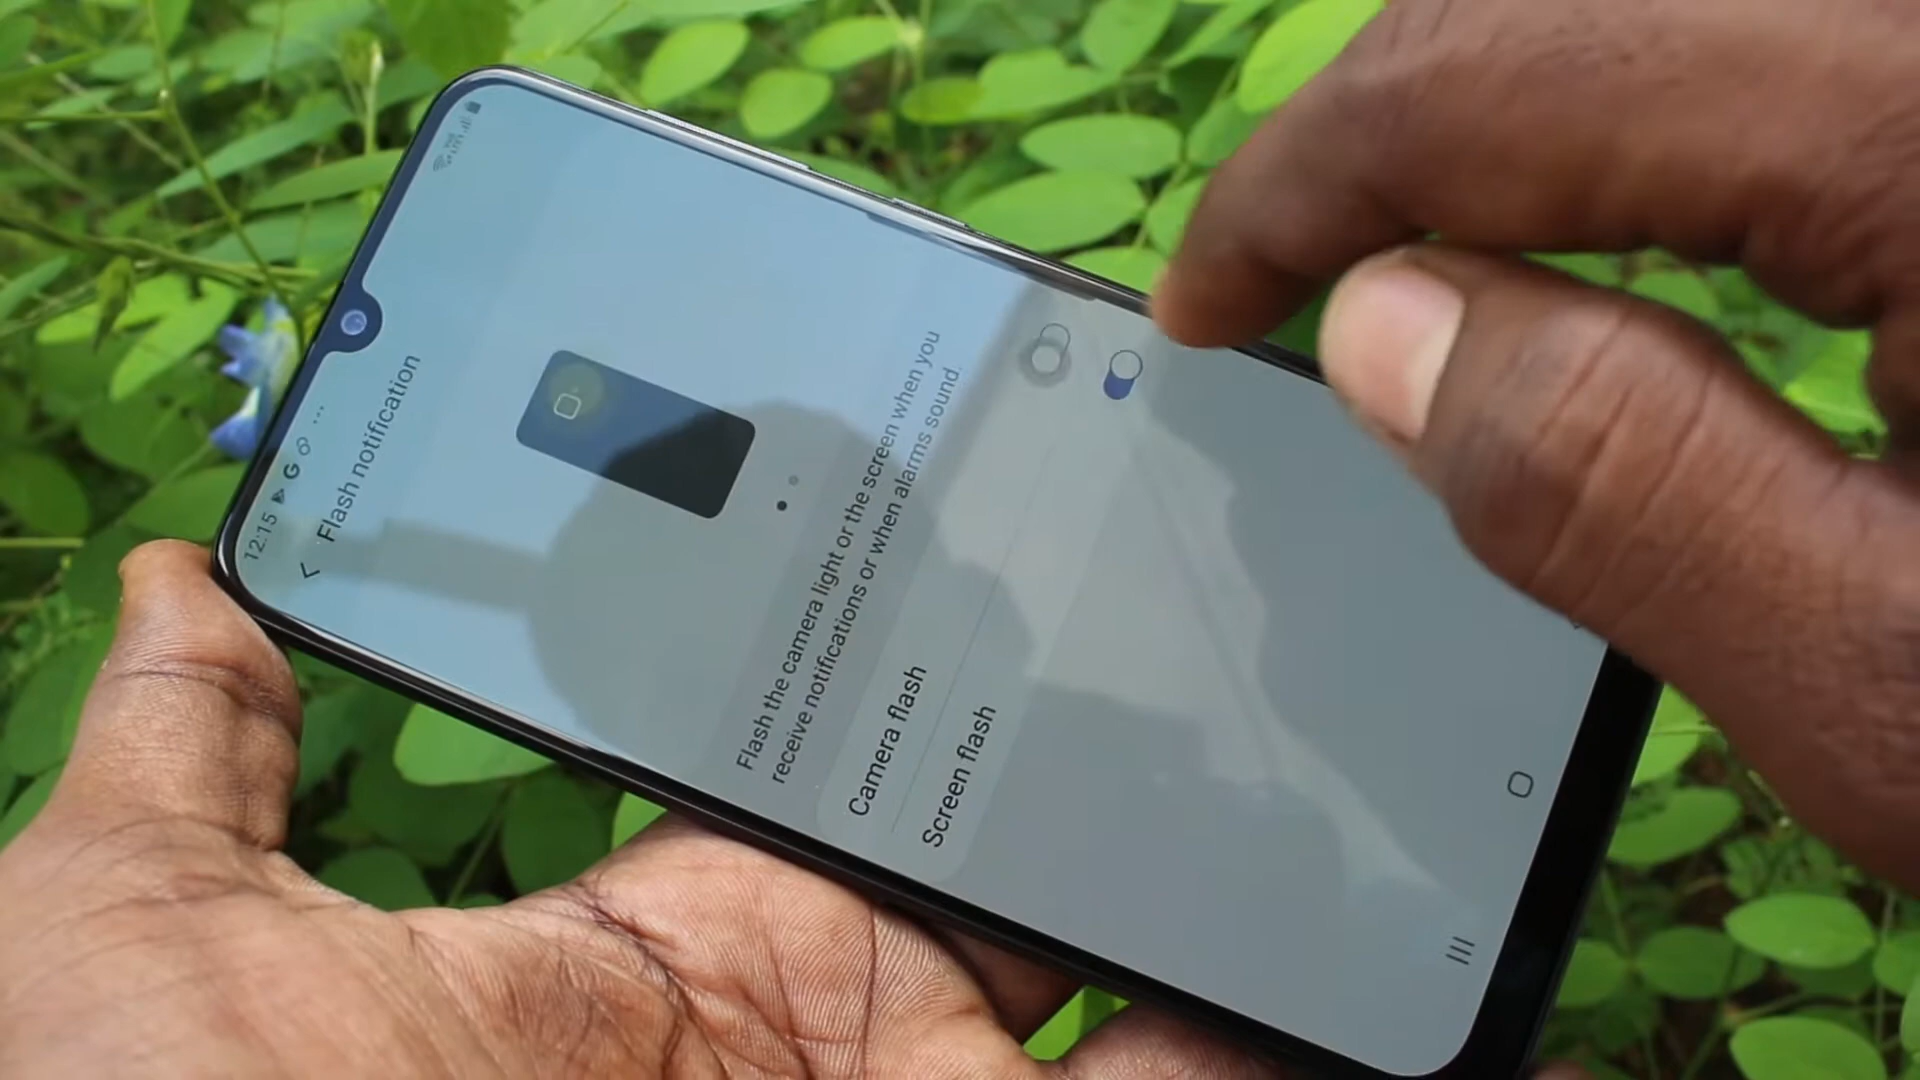 12:15 G
Flash notification
Flash the camera light or the screen when you
receive notifications or when alarms sound.
Camera flash
Screen flash